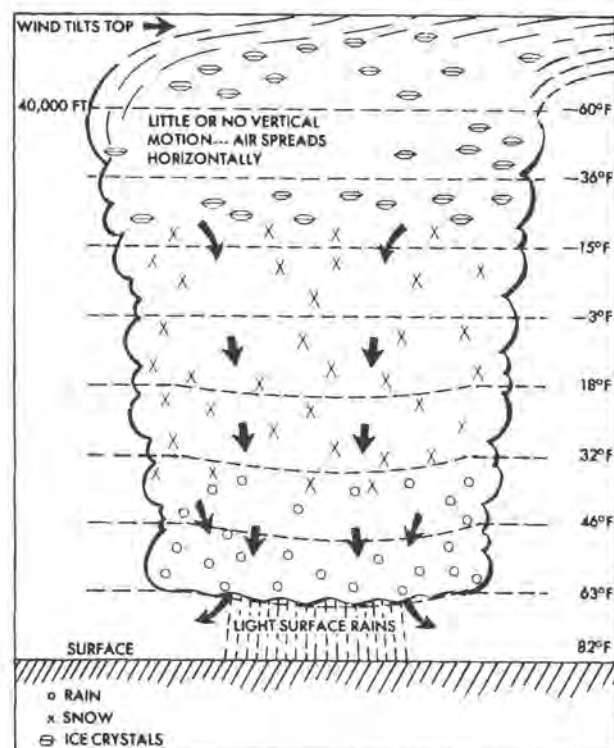 WIND TILTS TOP
40,000 FT
-60°F
LITTLE OR NO VERTICAL
MOTION--- AIR SPREADS
HORIZONTALLY
-36°F
-15°F
-3°F
18°F
32°F
46°F
63°F
LIGHT SURFACE RAINS
SURFACE
82°F
o RAIN
x SNOW
ICE CRYSTALS